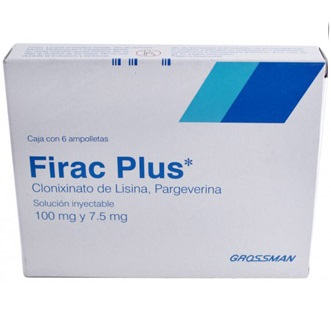 Caja con 6 ampolletas
Firac Plus*
Clonixinato de Lisina, Pargeverina
Solución inyectable
100 mg y 7.5 mg
GROSSMAN